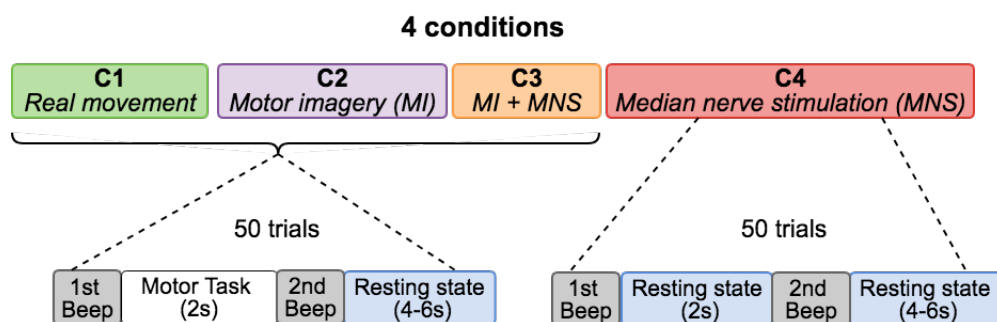 4 conditions
C1
Real movement
C2
Motor imagery (MI)
C3
MI + MNS
C4
Median nerve stimulation (MNS)
50 trials
1st
Beep
Motor Task
(2s)
2nd
Beep
Resting state
(4-6s)
50 trials
1st
Beep
Resting state
(2s)
2nd
Beep
Resting state
(4-6s)